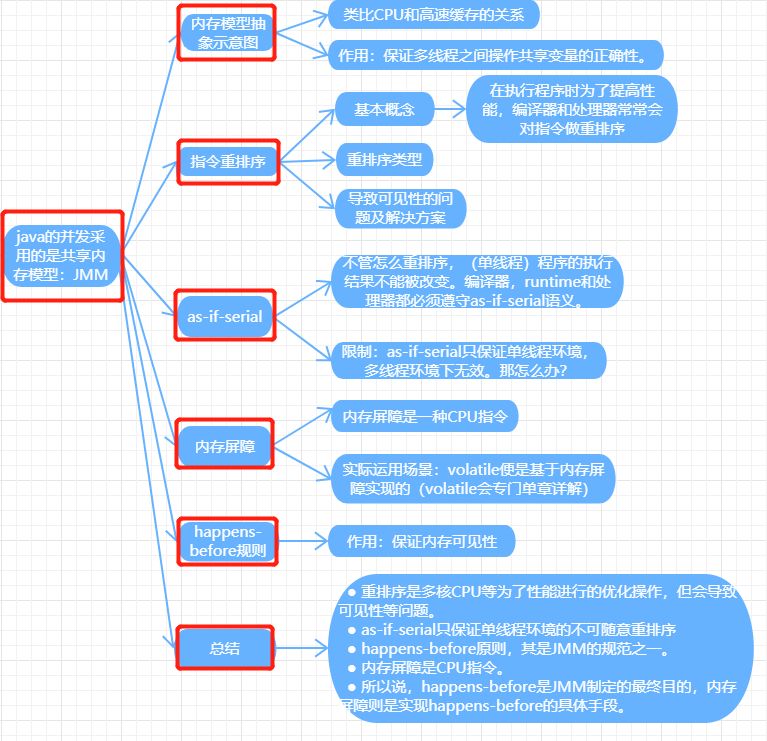 java的并发采
用的是共享内
存模型：JMM
内存模型抽
象示意图
类比CPU和高速缓存的关系
作用：保证多线程之间操作共享变量的正确性。
指令重排序
基本概念
在执行程序时为了提高性
能，编译器和处理器常常会
对指令做重排序
重排序类型
导致可见性的问
题及解决方案
as-if-serial
不管怎么重排序，（单线程）程序的执行
结果不能被改变。编译器，runtime和处
理器都必须遵守as-if-serial语义。
限制：as-if-serial只保证单线程环境，
多线程环境下无效。那怎么办？
内存屏障
内存屏障是一种CPU指令
实际运用场景：volatile便是基于内存屏
障实现的（volatile会专门单章详解）
happens-
before规则
作用：保证内存可见性
总结
● 重排序是多核CPU等为了性能进行的优化操作，但会导致
可见性等问题。
● as-if-serial只保证单线程环境的不可随意重排序
● happens-before原则，其是JMM的规范之一。
● 内存屏障是CPU指令。
● 所以说，happens-before是JMM制定的最终目的，内存
屏障则是实现happens-before的具体手段。